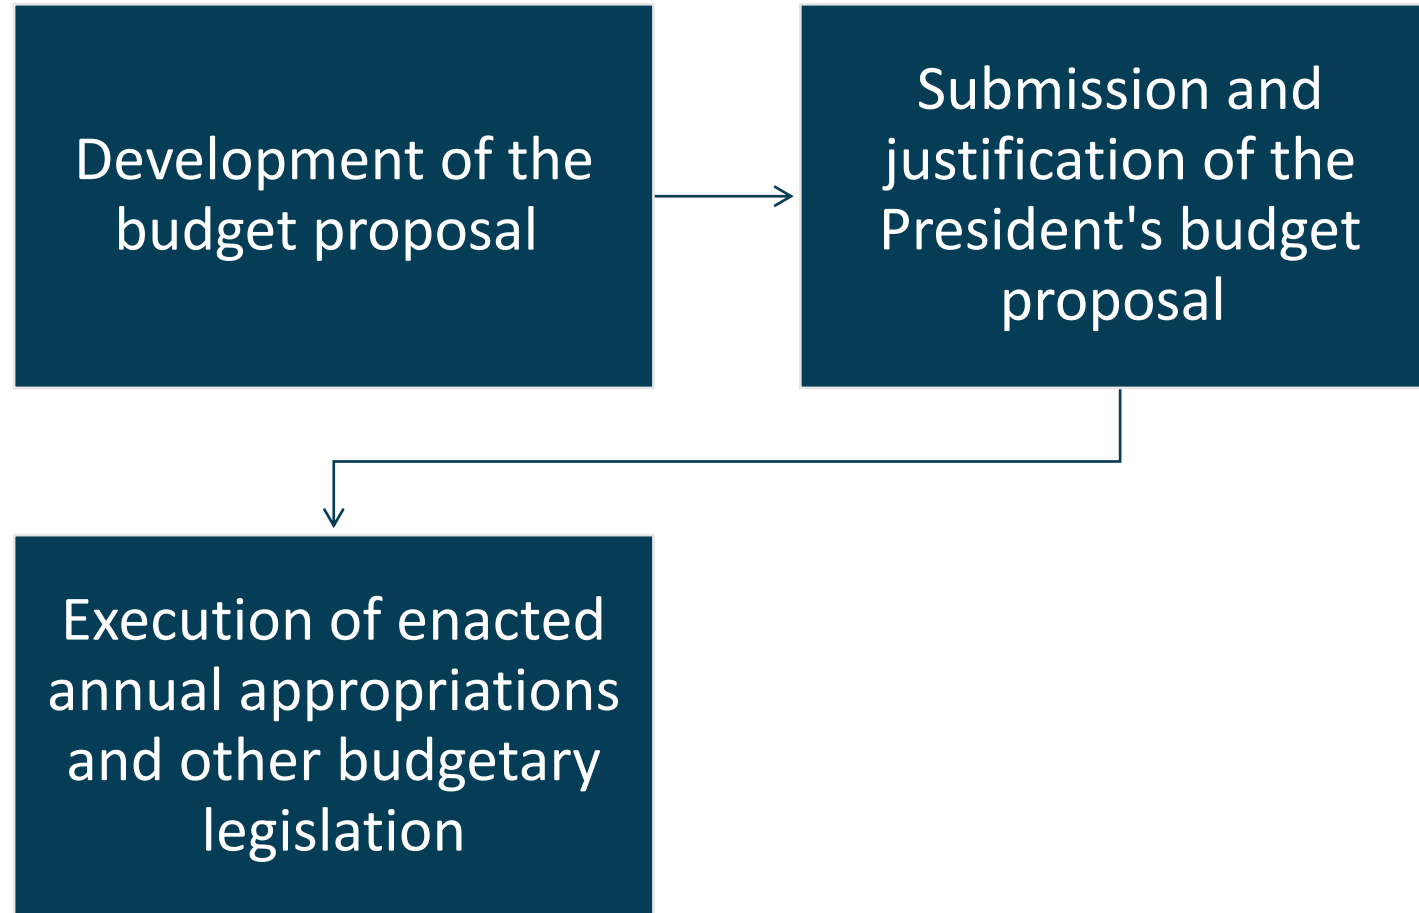 Development of the
budget proposal
Submission and
justification of the
President's budget
proposal
Execution of enacted
annual appropriations
and other budgetary
legislation